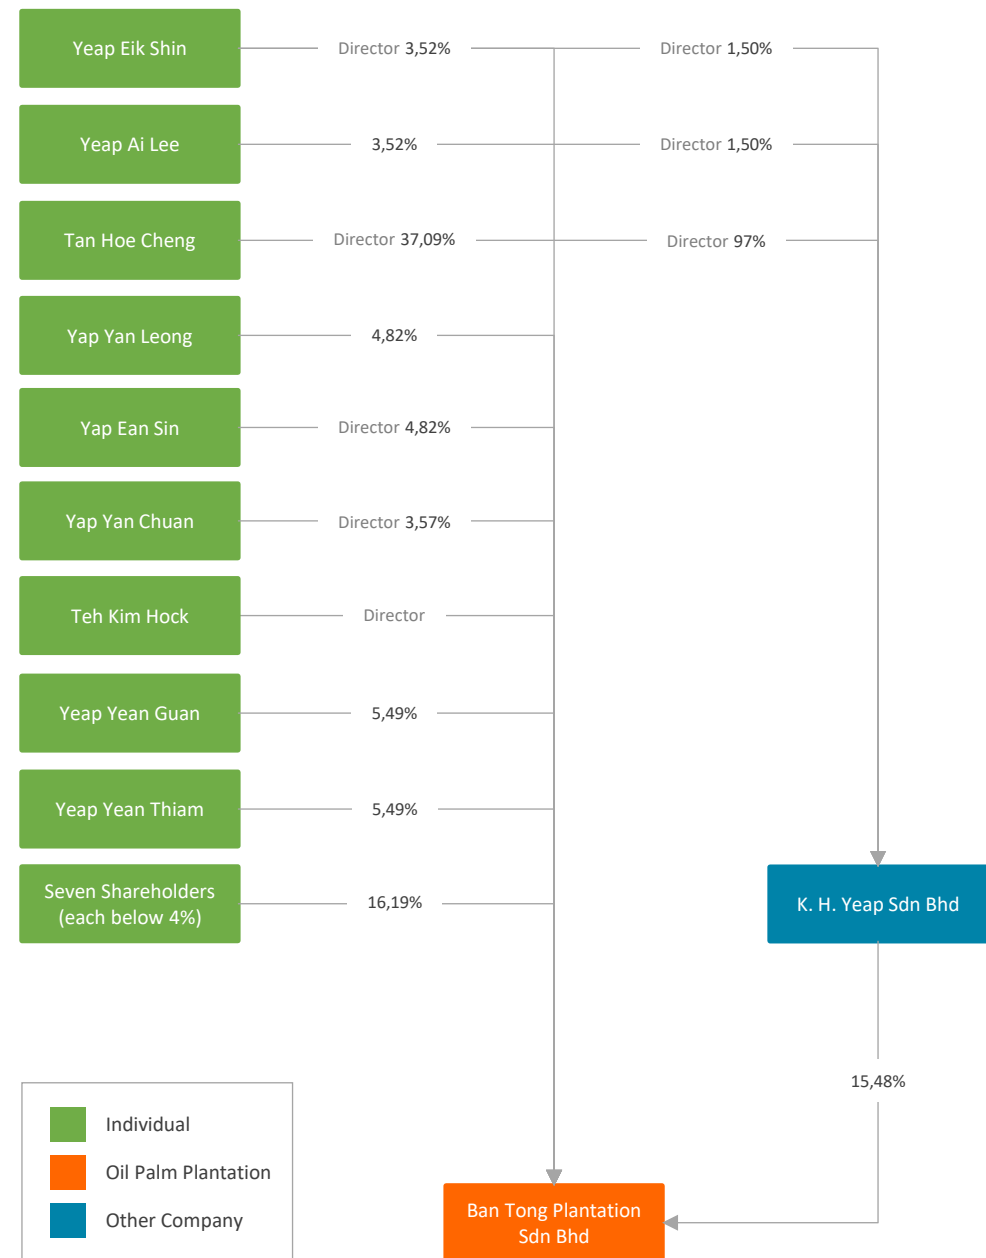 Yeap Eik Shin
Director 3,52%
Director 1,50%
Yeap Ai Lee
3,52%
Director 1,50%
Tan Hoe Cheng
Director 37,09%
Director 97%
Yap Yan Leong
4,82%
Yap Ean Sin
Director 4,82%
Yap Yan Chuan
Director 3,57%
Teh Kim Hock
Director
Yeap Yean Guan
5,49%
Yeap Yean Thiam
5,49%
Seven Shareholders
(each below 4%)
16,19%
K. H. Yeap Sdn Bhd
15,48%
Individual
Oil Palm Plantation
Other Company
Ban Tong Plantation
Sdn Bhd